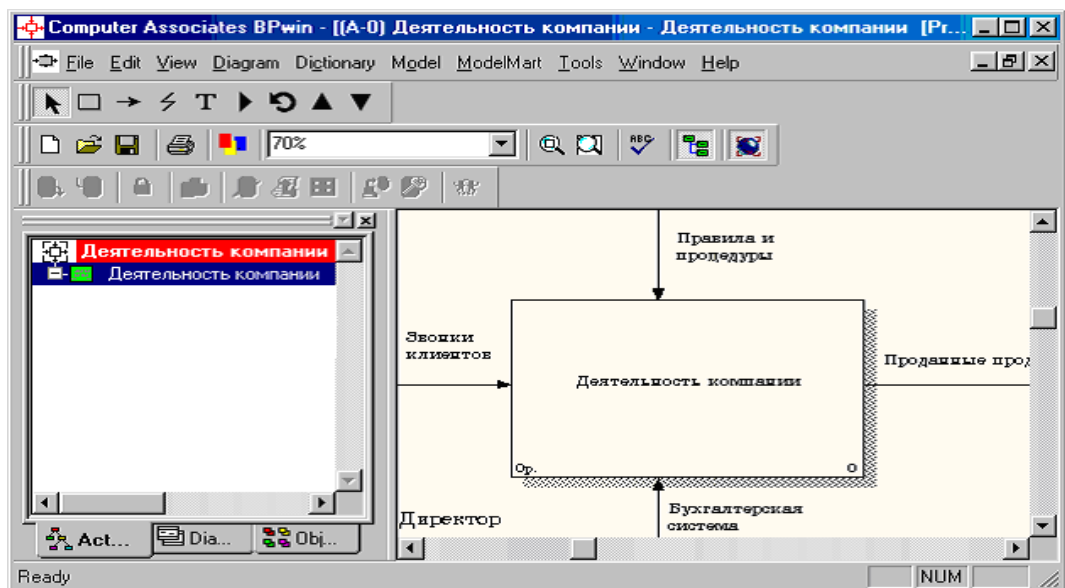 Computer Associates BPwin - [(A-0) Деятельность компании - Деятельность компании [Pr...
File Edit View Diagram Dictionary Model ModelMart Tools Window Help
T
70%
ABC
Правила и
процедуры
Деятельность компании
Деятельность компании
Звонки
клиентов
Проданные прод
Деятельность компании
0р.
0
Бухгалтерская
система
Директор
Act...
Dia...
Obj...
Ready
NUM